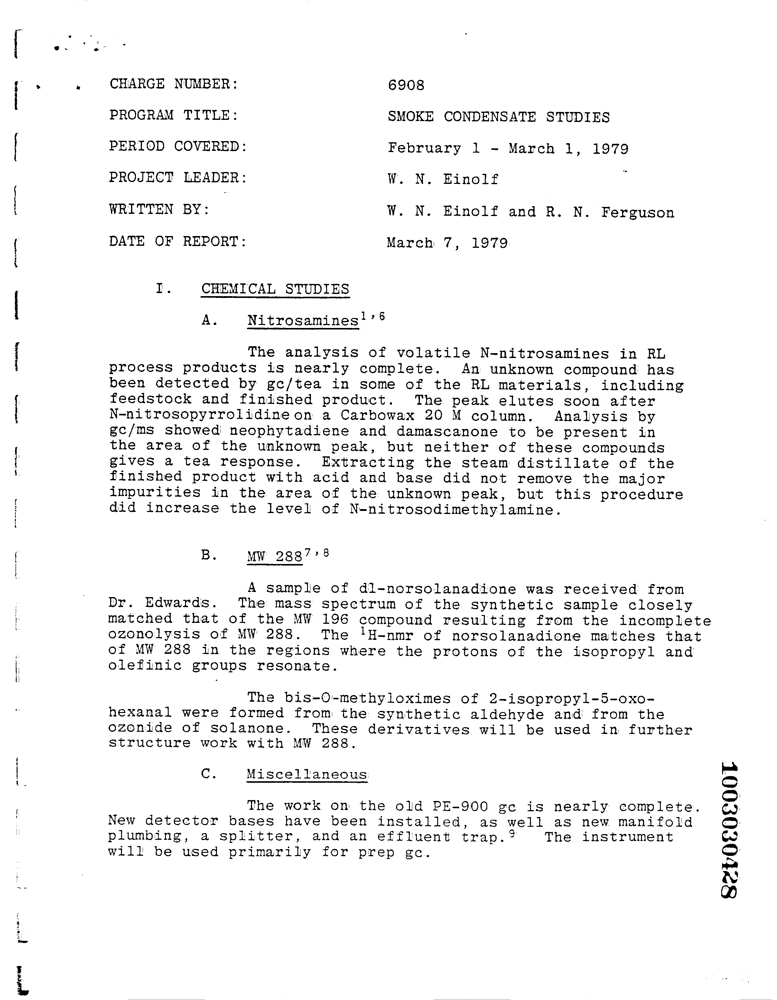 CHARGE NUMBER: 6908
PROGRAM TITLE: SMOKE CONDENSATE STUDIES
PERIOD COVERED: February 1 - March 1, 1979
PROJECT LEADER: W. N. Einolf
WRITTEN BY: W. N. Einolf and R. N. Ferguson
DATE OF REPORT: March 7, 1979
I. CHEMICAL STUDIES
A. Nitrosamines¹,⁶
The analysis of volatile N-nitrosamines in RL
process products is nearly complete. An unknown compound has
been detected by gc/tea in some of the RL materials, including
feedstock and finished product. The peak elutes soon after
N-nitrosopyrrolidine on a Carbowax 20 M column. Analysis by
gc/ms showed neophytadiene and damascanone to be present in
the area of the unknown peak, but neither of these compounds
gives a tea response. Extracting the steam distillate of the
finished product with acid and base did not remove the major
impurities in the area of the unknown peak, but this procedure
did increase the level of N-nitrosodimethylamine.
B. MW 288⁷,⁸
A sample of dl-norsolanadione was received from
Dr. Edwards. The mass spectrum of the synthetic sample closely
matched that of the MW 196 compound resulting from the incomplete
ozonolysis of MW 288. The ¹H-nmr of norsolanadione matches that
of MW 288 in the regions where the protons of the isopropyl and
olefinic groups resonate.
The bis-O-methyloximes of 2-isopropyl-5-oxo-
hexanal were formed from the synthetic aldehyde and from the
ozonide of solanone. These derivatives will be used in further
structure work with MW 288.
C. Miscellaneous
The work on the old PE-900 gc is nearly complete.
New detector bases have been installed, as well as new manifold
plumbing, a splitter, and an effluent trap.⁹ The instrument
will be used primarily for prep gc.
1003030428